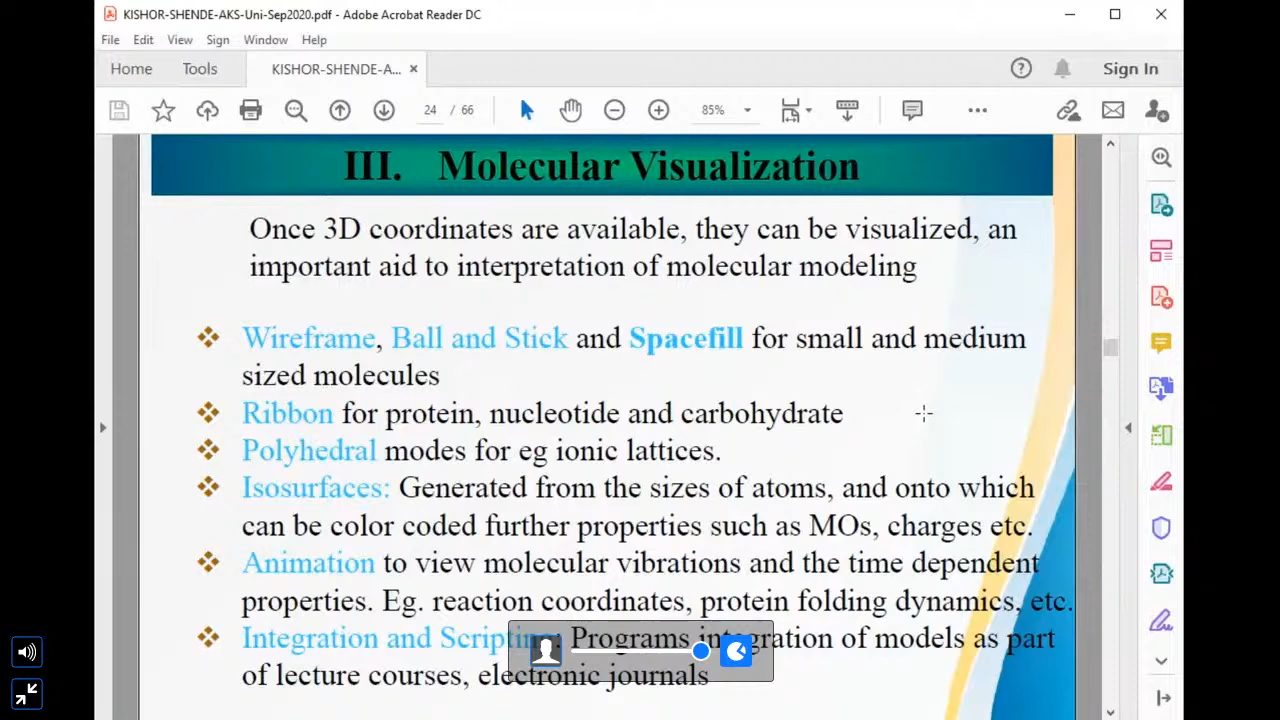 KISHOR-SHENDE-AKS-Uni-Sep2020.pdf - Adobe Acrobat Reader DC
File Edit View Sign Window Help
Home Tools KISHOR-SHENDE-A... Sign In
24 / 66 85%
III. Molecular Visualization
Once 3D coordinates are available, they can be visualized, an
important aid to interpretation of molecular modeling
Wireframe, Ball and Stick and Spacefill for small and medium
sized molecules
Ribbon for protein, nucleotide and carbohydrate
Polyhedral modes for eg ionic lattices.
Isosurfaces: Generated from the sizes of atoms, and onto which
can be color coded further properties such as MOs, charges etc.
Animation to view molecular vibrations and the time dependent
properties. Eg. reaction coordinates, protein folding dynamics, etc.
Integration and Scripting: Programs integration of models as part
of lecture courses, electronic journals